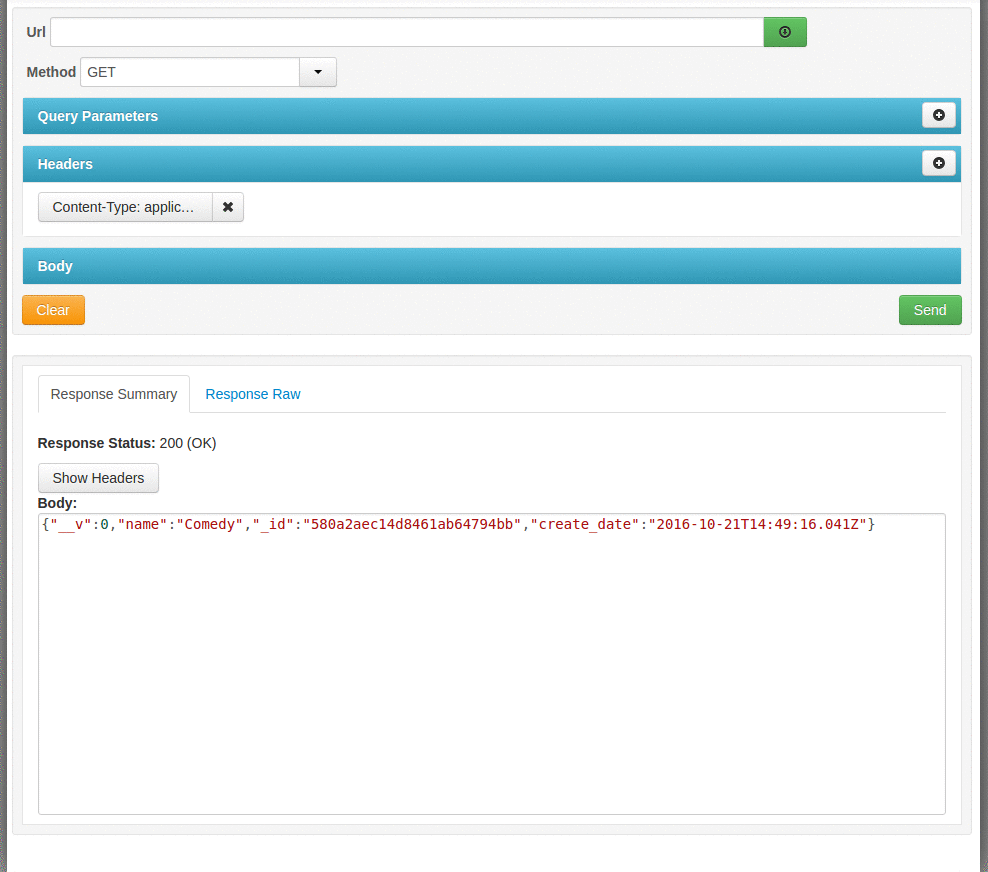 Url
Method GET
Query Parameters
Headers
Content-Type: applic...
Body
Clear Send
Response Summary Response Raw
Response Status: 200 (OK)
Show Headers
Body:
{"__v":0,"name":"Comedy","_id":"580a2aec14d8461ab64794bb","create_date":"2016-10-21T14:49:16.041Z"}